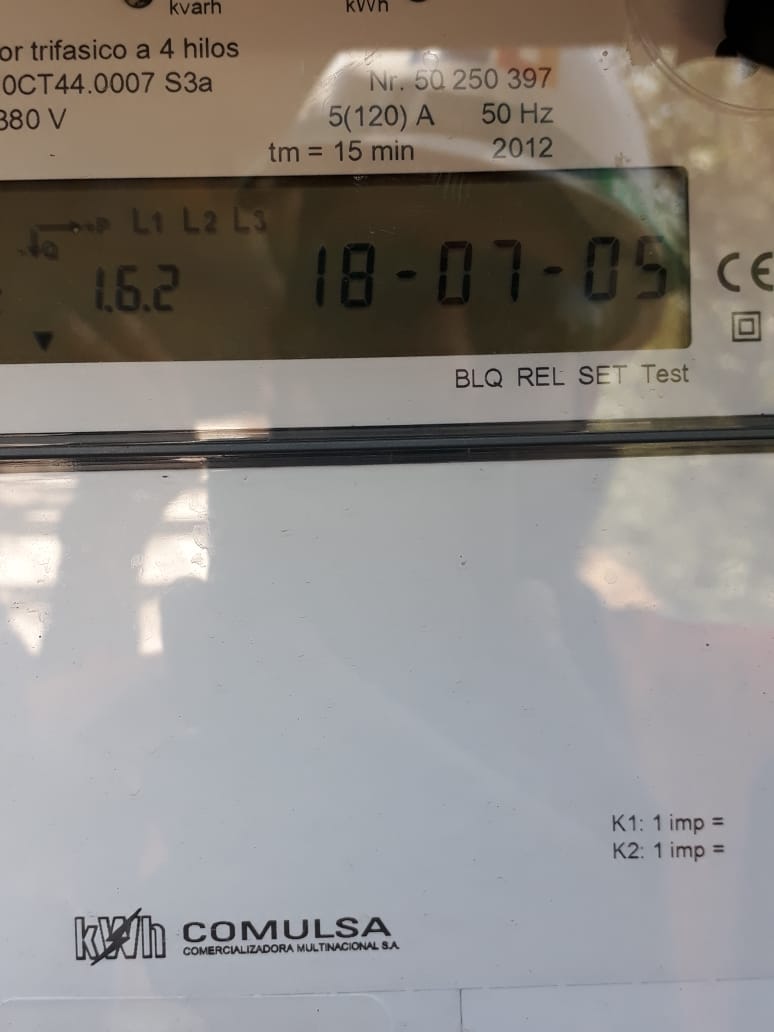 kvarh kWh
or trifasico a 4 hilos
0CT44.0007 S3a Nr. 50 250 397
380 V 5(120) A 50 Hz
tm = 15 min 2012
P L1 L2 L3
Q
1.6.2 18-07-05
CE
BLQ REL SET Test
K1: 1 imp =
K2: 1 imp =
kWh COMULSA
COMERCIALIZADORA MULTINACIONAL S.A.